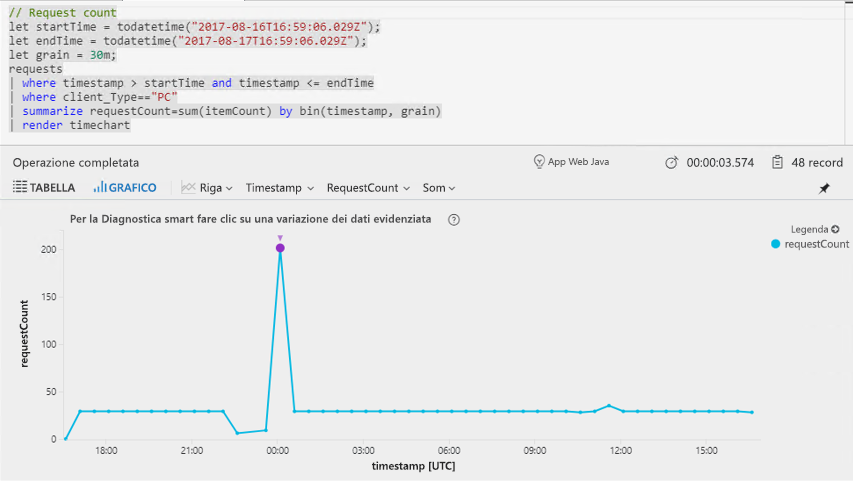 // Request count
let startTime = todatetime("2017-08-16T16:59:06.029Z");
let endTime = todatetime("2017-08-17T16:59:06.029Z");
let grain = 30m;
requests
| where timestamp > startTime and timestamp <= endTime
| where client_Type=="PC"
| summarize requestCount=sum(itemCount) by bin(timestamp, grain)
| render timechart
Operazione completata App Web Java 00:00:03.574 48 record
TABELLA GRAFICO Riga Timestamp RequestCount Som
Per la Diagnostica smart fare clic su una variazione dei dati evidenziata ?
Legenda
requestCount
200
150
100
50
0
requestCount
18:00 21:00 00:00 03:00 06:00 09:00 12:00 15:00
timestamp [UTC]